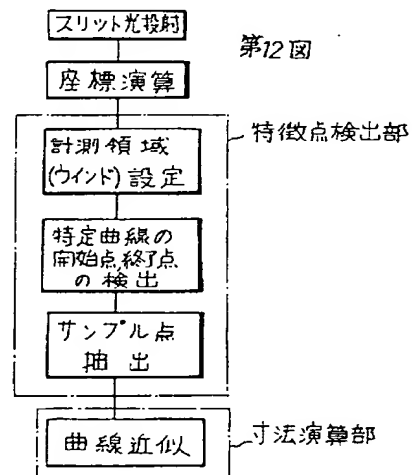 スリット光投射
第12図
座標演算
特徴点検出部
計測領域
(ウインド)設定
特定曲線の
開始点,終了点
の検出
サンプル点
抽出
寸法演算部
曲線近似